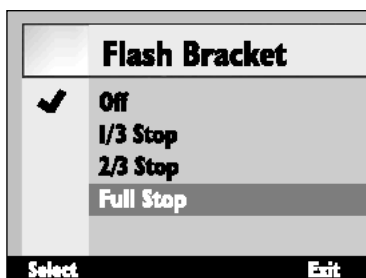 Flash Bracket
Off
1/3 Stop
2/3 Stop
Full Stop
Select Exit